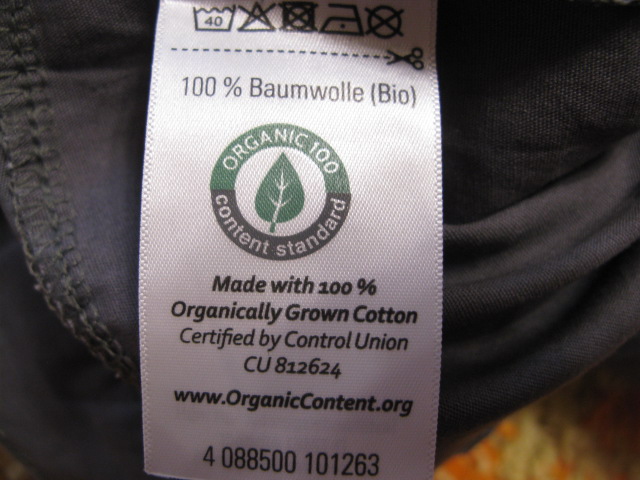 40
100 % Baumwolle (Bio)
ORGANIC 100
content standard
Made with 100 %
Organically Grown Cotton
Certified by Control Union
CU 812624
www.OrganicContent.org
4 088500 101263